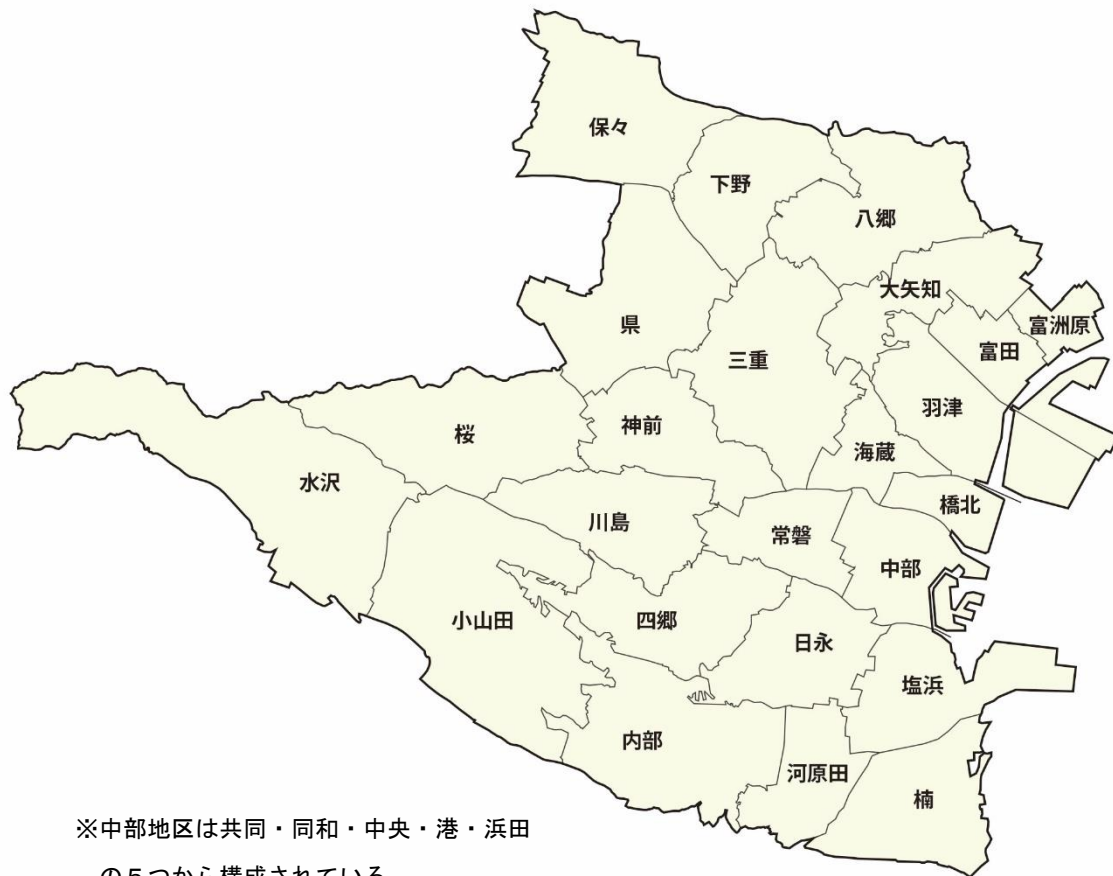 保々
下野
八郷
大矢知
富洲原
県
富田
三重
羽津
桜
神前
海蔵
水沢
橋北
川島
常磐
中部
小山田
四郷
日永
塩浜
内部
河原田
楠
※中部地区は共同・同和・中央・港・浜田
の５つから構成されている